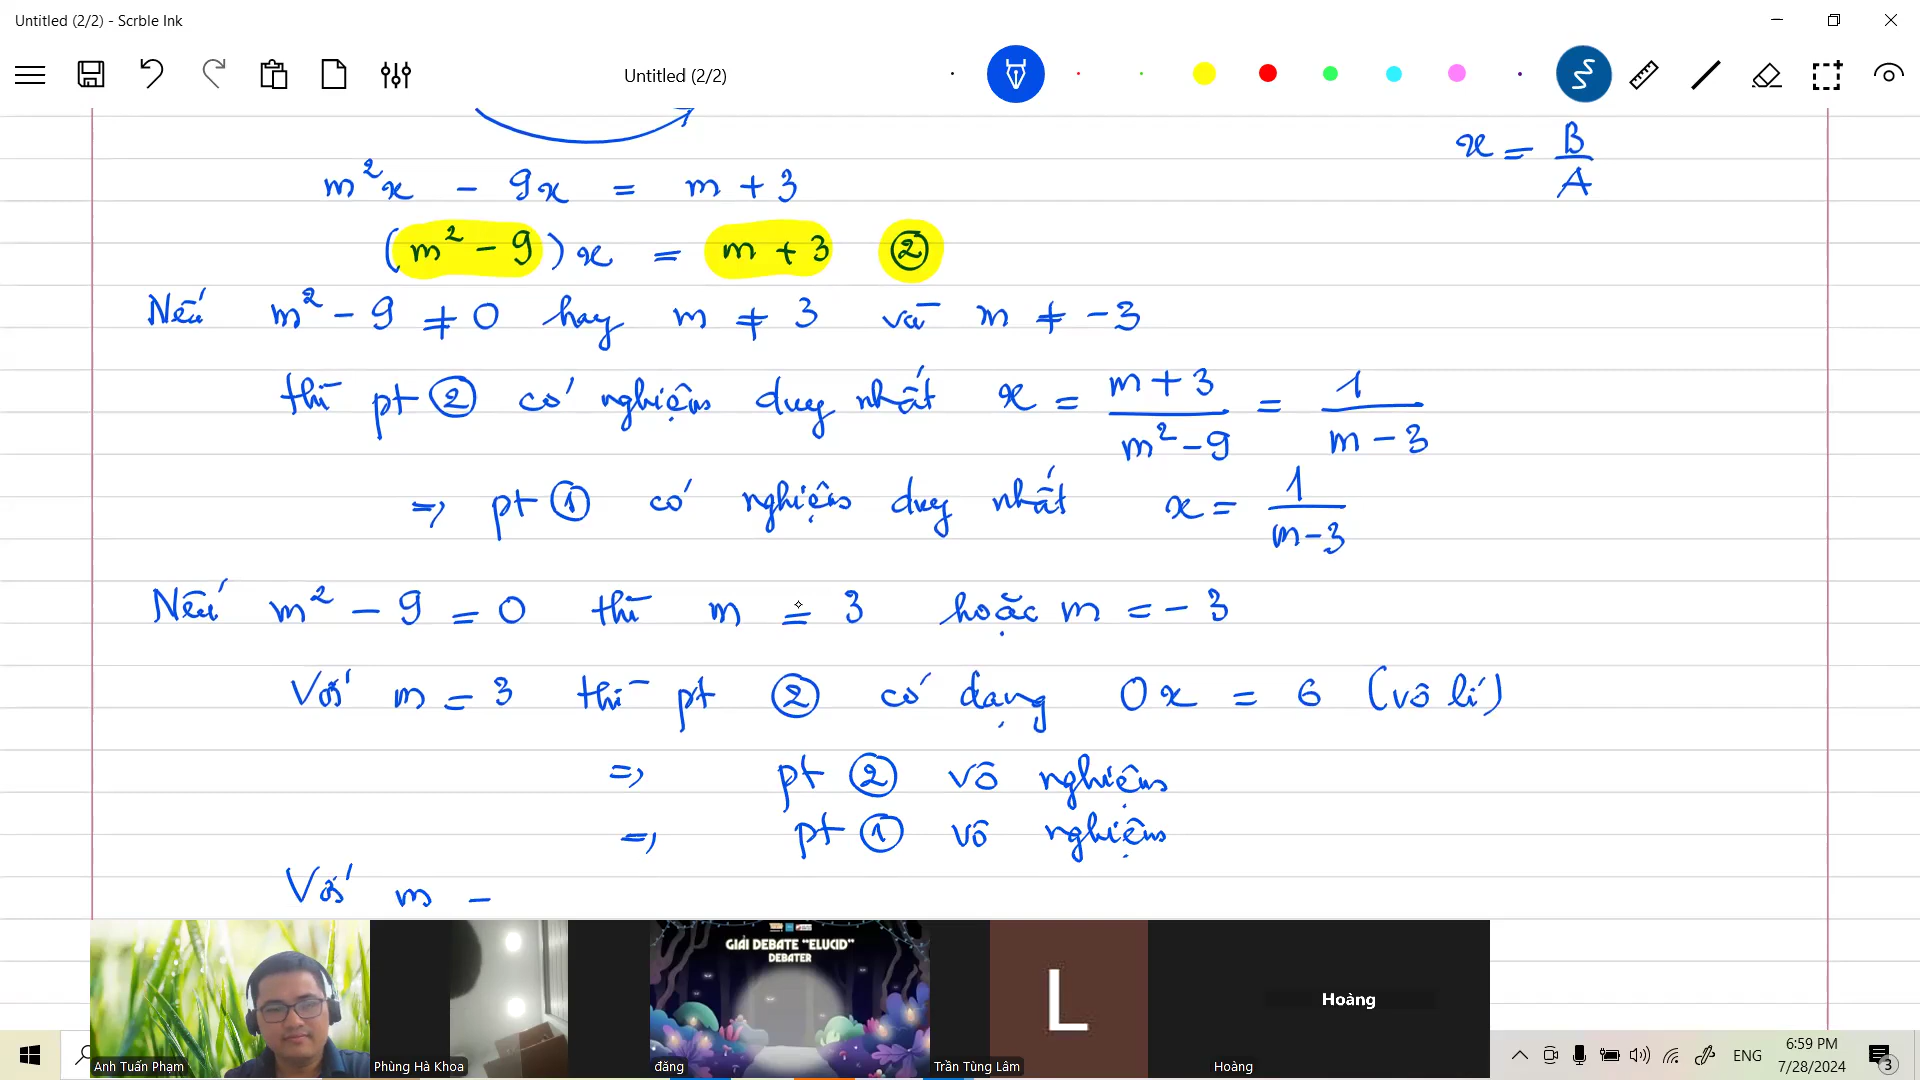 Untitled (2/2) - Scrble Ink
Untitled (2/2)
x = B/A
m²x - 9x = m + 3
(m² - 9)x = m + 3 ②
Nếu m² - 9 ≠ 0 hay m ≠ 3 và m ≠ -3
thì pt ② có nghiệm duy nhất x = (m + 3)/(m² - 9) = 1/(m - 3)
⇒ pt ① có nghiệm duy nhất x = 1/(m - 3)
Nếu m² - 9 = 0 thì m = 3 hoặc m = -3
Với m = 3 thì pt ② có dạng 0x = 6 (vô lí)
⇒ pt ② vô nghiệm
⇒ pt ① vô nghiệm
Với m -
GIẢI DEBATE "ELUCID"
DEBATER
L
Hoàng
Anh Tuấn Phạm
Phùng Hà Khoa
đăng
Trần Tùng Lâm
Hoàng
ENG
6:59 PM
7/28/2024
3